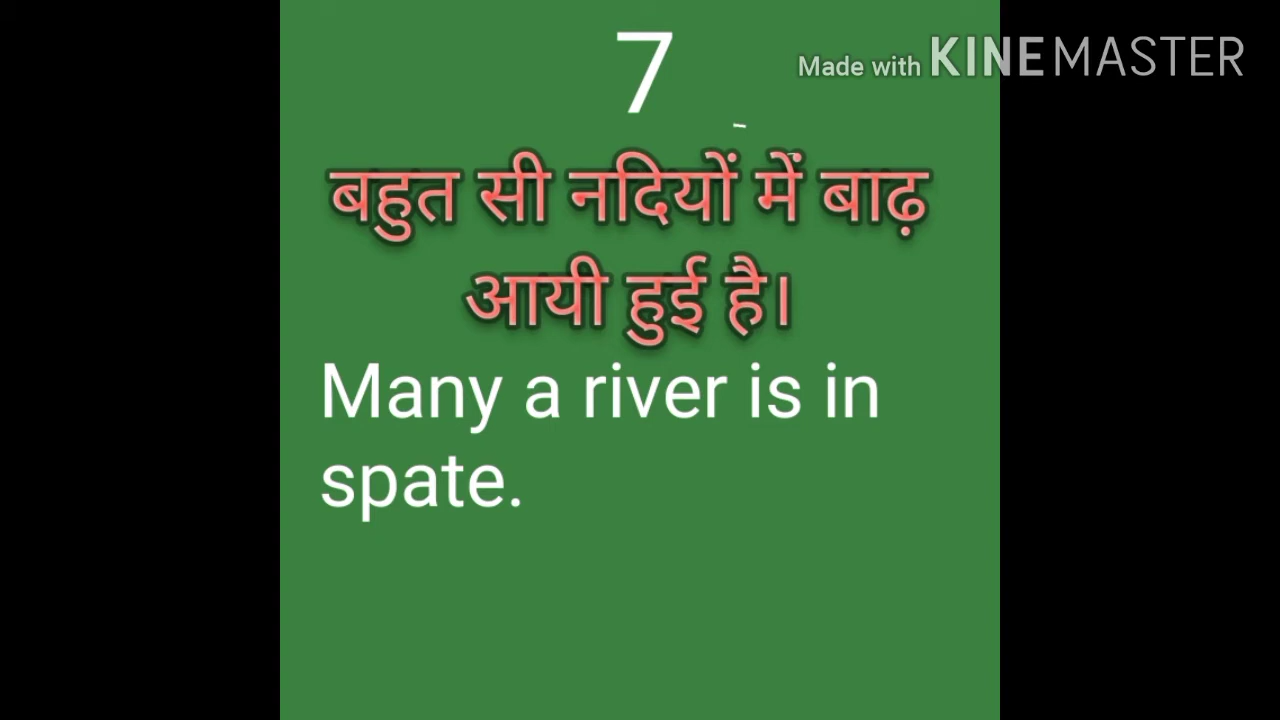 7
Made with KINEMASTER
बहुत सी नदियों में बाढ़
आयी हुई है।
Many a river is in
spate.